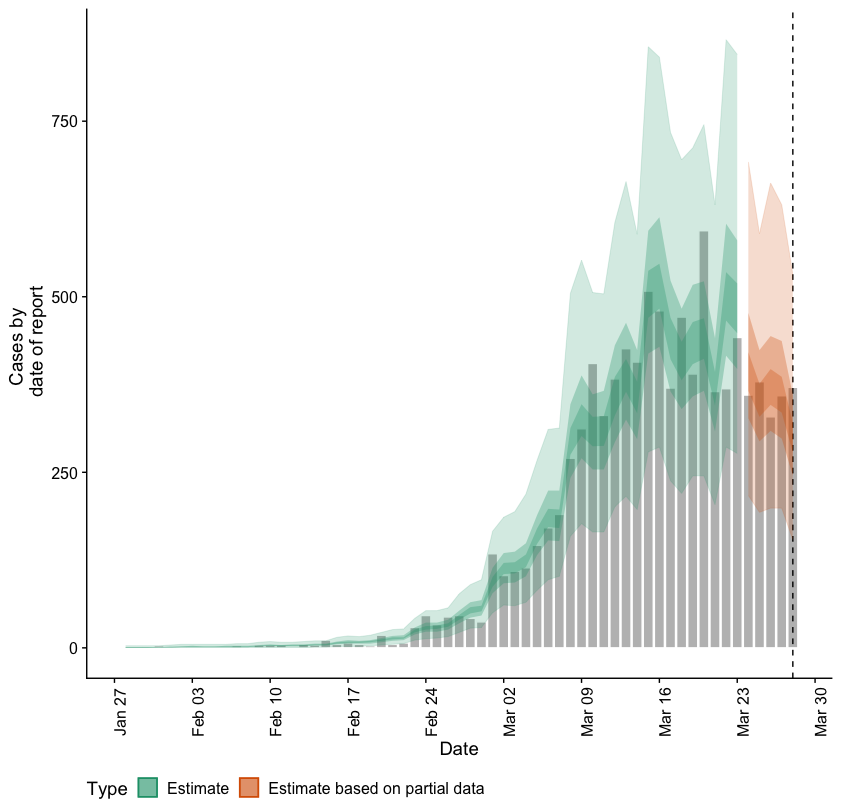 750
500
250
0
Cases by
date of report
Jan 27
Feb 03
Feb 10
Feb 17
Feb 24
Mar 02
Mar 09
Mar 16
Mar 23
Mar 30
Date
Type Estimate Estimate based on partial data